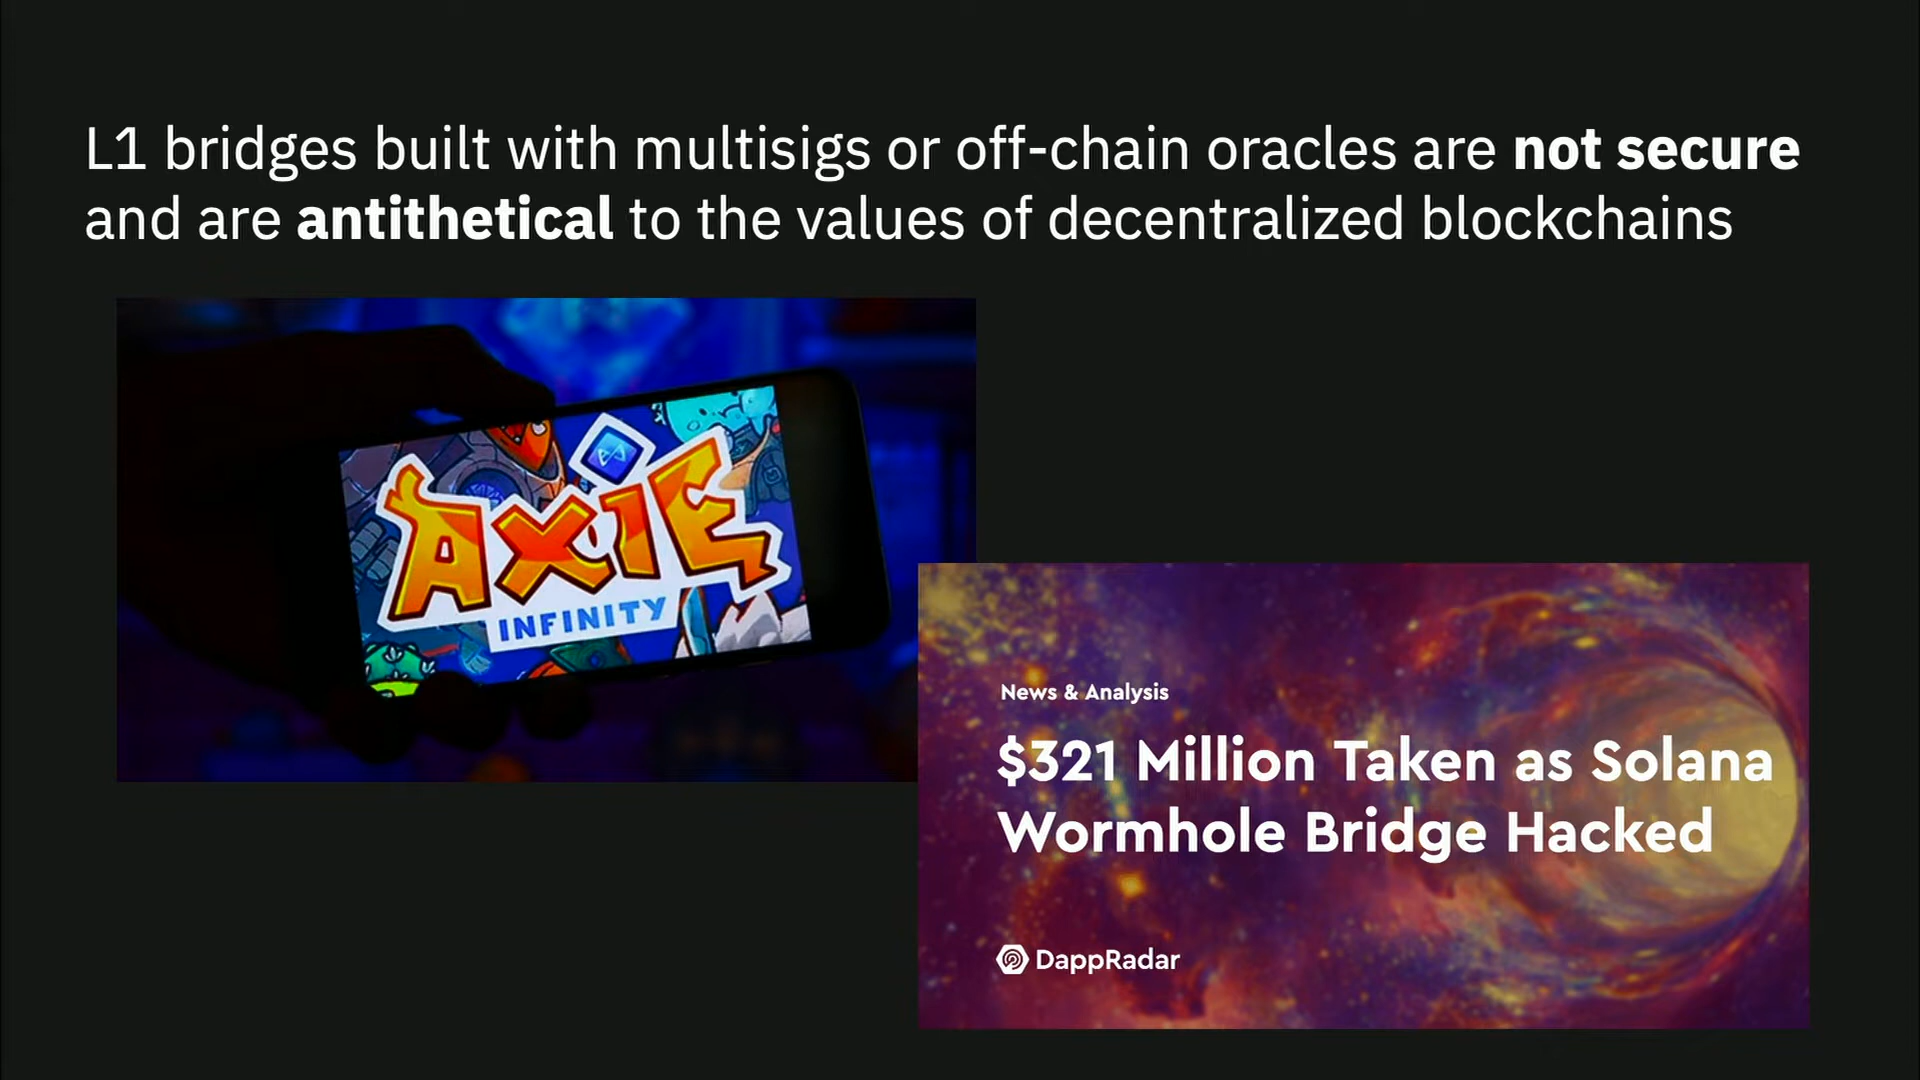 L1 bridges built with multisigs or off-chain oracles are not secure
and are antithetical to the values of decentralized blockchains
AXIE
INFINITY
News & Analysis
$321 Million Taken as Solana
Wormhole Bridge Hacked
DappRadar